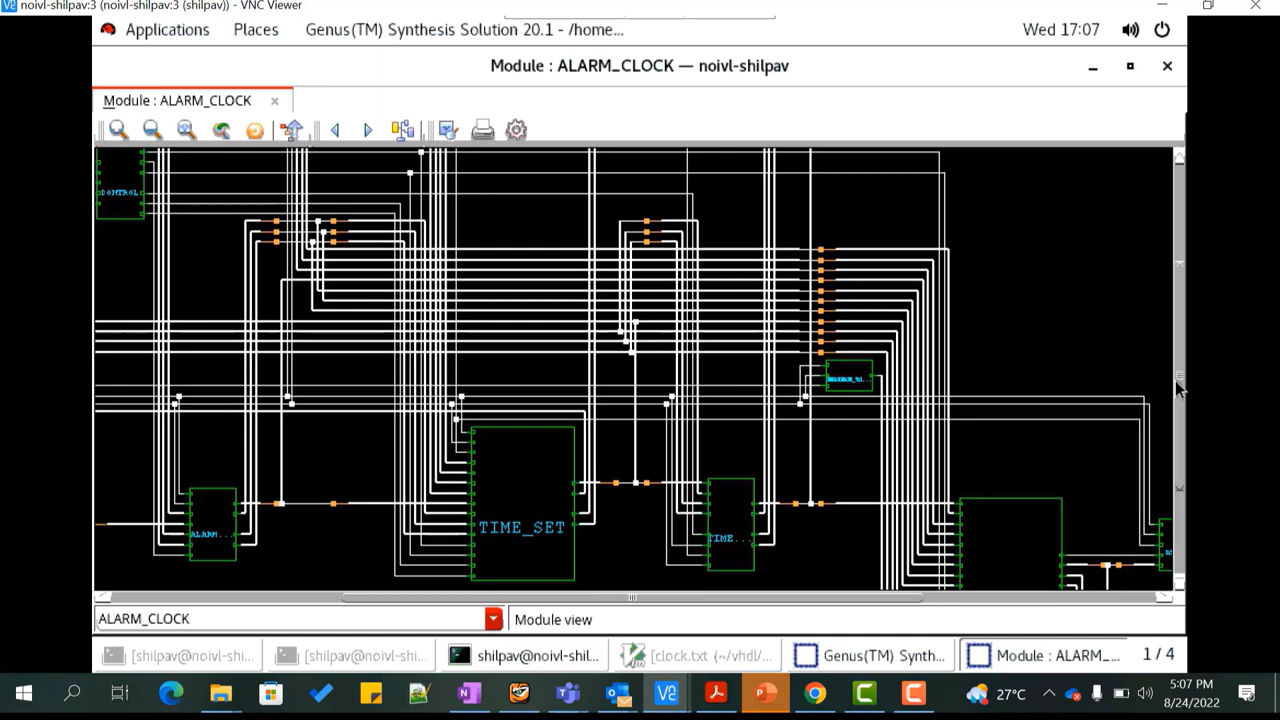 noivl-shilpav:3 (noivl-shilpav:3 (shilpav)) - VNC Viewer
Applications Places Genus(TM) Synthesis Solution 20.1 - /home... Wed 17:07
Module : ALARM_CLOCK — noivl-shilpav
Module : ALARM_CLOCK
CONTROL
TIME_SET
ALARM...
TIME...
ALARM_CLOCK Module view
[shilpav@noivl-shi... [shilpav@noivl-shi... shilpav@noivl-shil... [clock.txt (~/vhdl/... Genus(TM) Synth... Module : ALARM_... 1 / 4
27°C 5:07 PM
8/24/2022